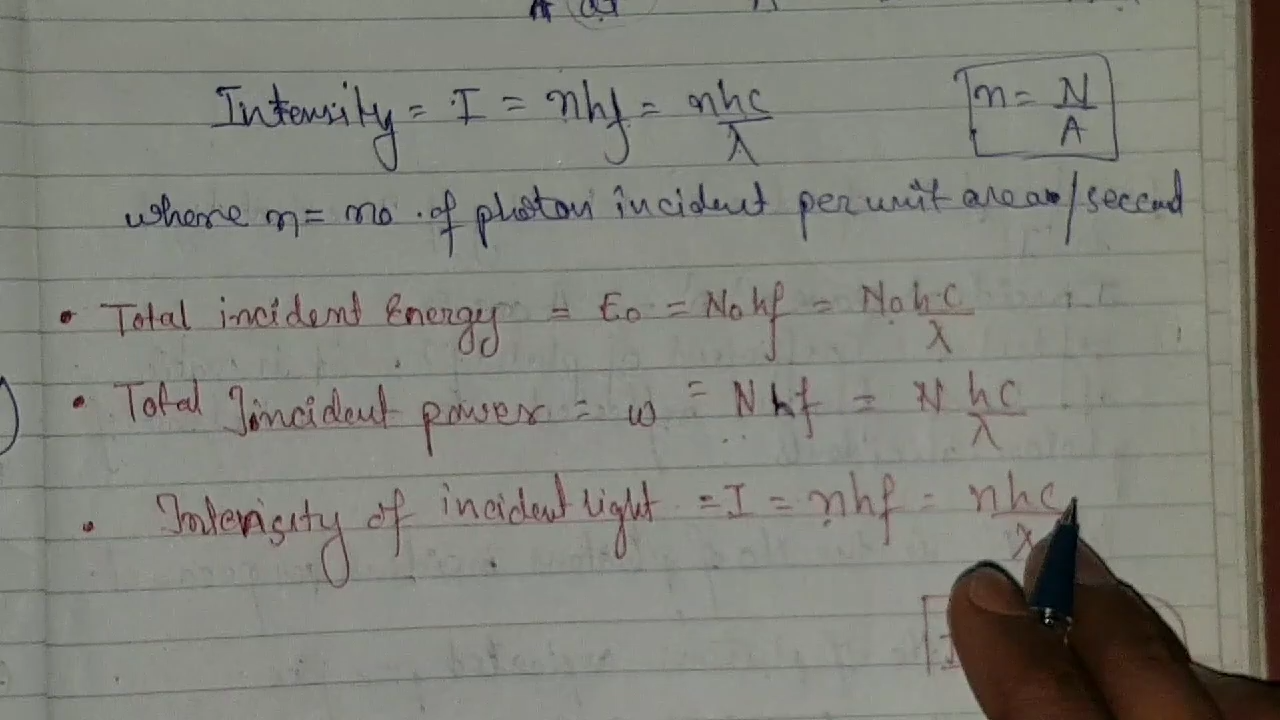 Intensity = I = nhf = nhc/λ n = N/A
where n = no. of photon incident per unit area/second
• Total incident Energy = E₀ = N₀hf = N₀hc/λ
• Total incident power = w = Nhf = N hc/λ
• Intensity of incident light = I = nhf = nhc/λ